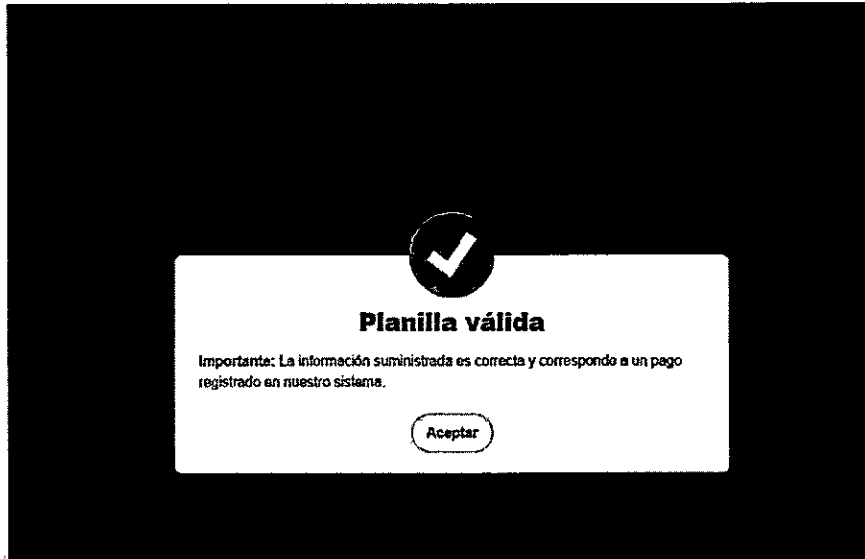 Planilla válida
Importante: La información suministrada es correcta y corresponde a un pago
registrado en nuestro sistema.
Aceptar